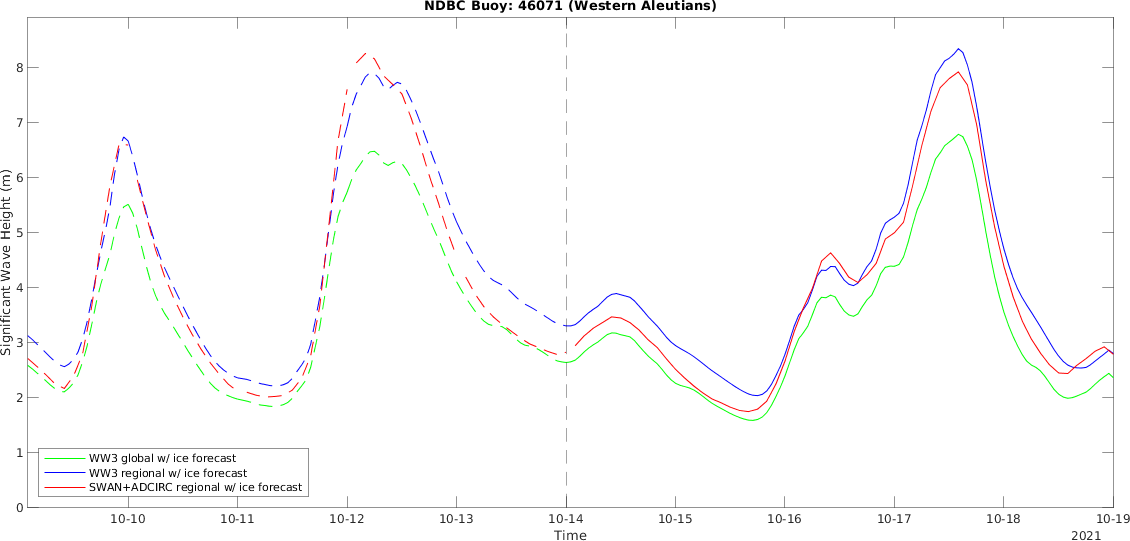 NDBC Buoy: 46071 (Western Aleutians)
Significant Wave Height (m)
8
7
6
5
4
3
2
1
0
WW3 global w/ ice forecast
WW3 regional w/ ice forecast
SWAN+ADCIRC regional w/ ice forecast
10-10 10-11 10-12 10-13 10-14 10-15 10-16 10-17 10-18 10-19
Time
2021